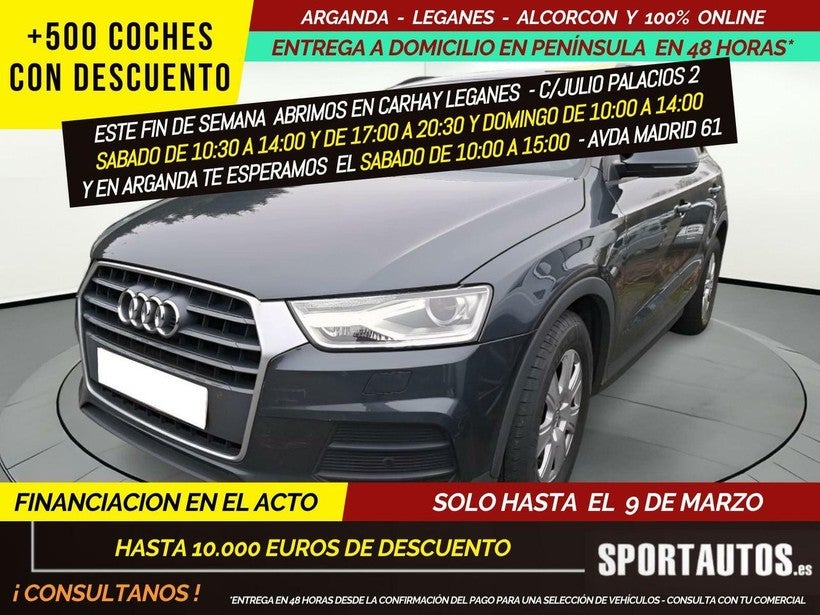 +500 COCHES
CON DESCUENTO
ARGANDA - LEGANES - ALCORCON Y 100% ONLINE
ENTREGA A DOMICILIO EN PENÍNSULA EN 48 HORAS*
ESTE FIN DE SEMANA ABRIMOS EN CARHAY LEGANES - C/JULIO PALACIOS 2
SABADO DE 10:30 A 14:00 Y DE 17:00 A 20:30 Y DOMINGO DE 10:00 A 14:00
Y EN ARGANDA TE ESPERAMOS EL SABADO DE 10:00 A 15:00 - AVDA MADRID 61
FINANCIACION EN EL ACTO
SOLO HASTA EL 9 DE MARZO
HASTA 10.000 EUROS DE DESCUENTO
SPORTAUTOS.es
¡ CONSULTANOS !
*ENTREGA EN 48 HORAS DESDE LA CONFIRMACIÓN DEL PAGO PARA UNA SELECCIÓN DE VEHÍCULOS - CONSULTA CON TU COMERCIAL